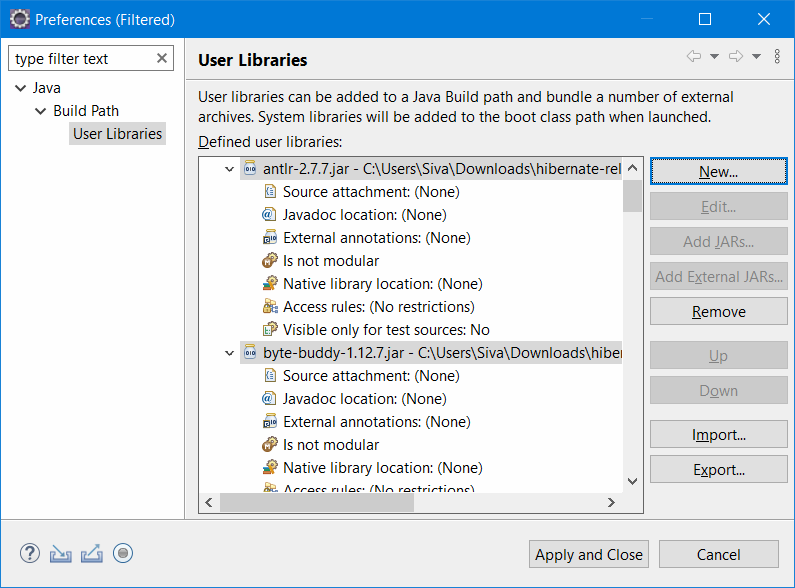 Preferences (Filtered)
type filter text
Java
Build Path
User Libraries
User Libraries
User libraries can be added to a Java Build path and bundle a number of external
archives. System libraries will be added to the boot class path when launched.
Defined user libraries:
antlr-2.7.7.jar - C:\Users\Siva\Downloads\hibernate-rel
Source attachment: (None)
Javadoc location: (None)
External annotations: (None)
Is not modular
Native library location: (None)
Access rules: (No restrictions)
Visible only for test sources: No
byte-buddy-1.12.7.jar - C:\Users\Siva\Downloads\hiber
Source attachment: (None)
Javadoc location: (None)
External annotations: (None)
Is not modular
Native library location: (None)
Access rules: (No restrictions)
New...
Edit...
Add JARs...
Add External JARs...
Remove
Up
Down
Import...
Export...
Apply and Close
Cancel